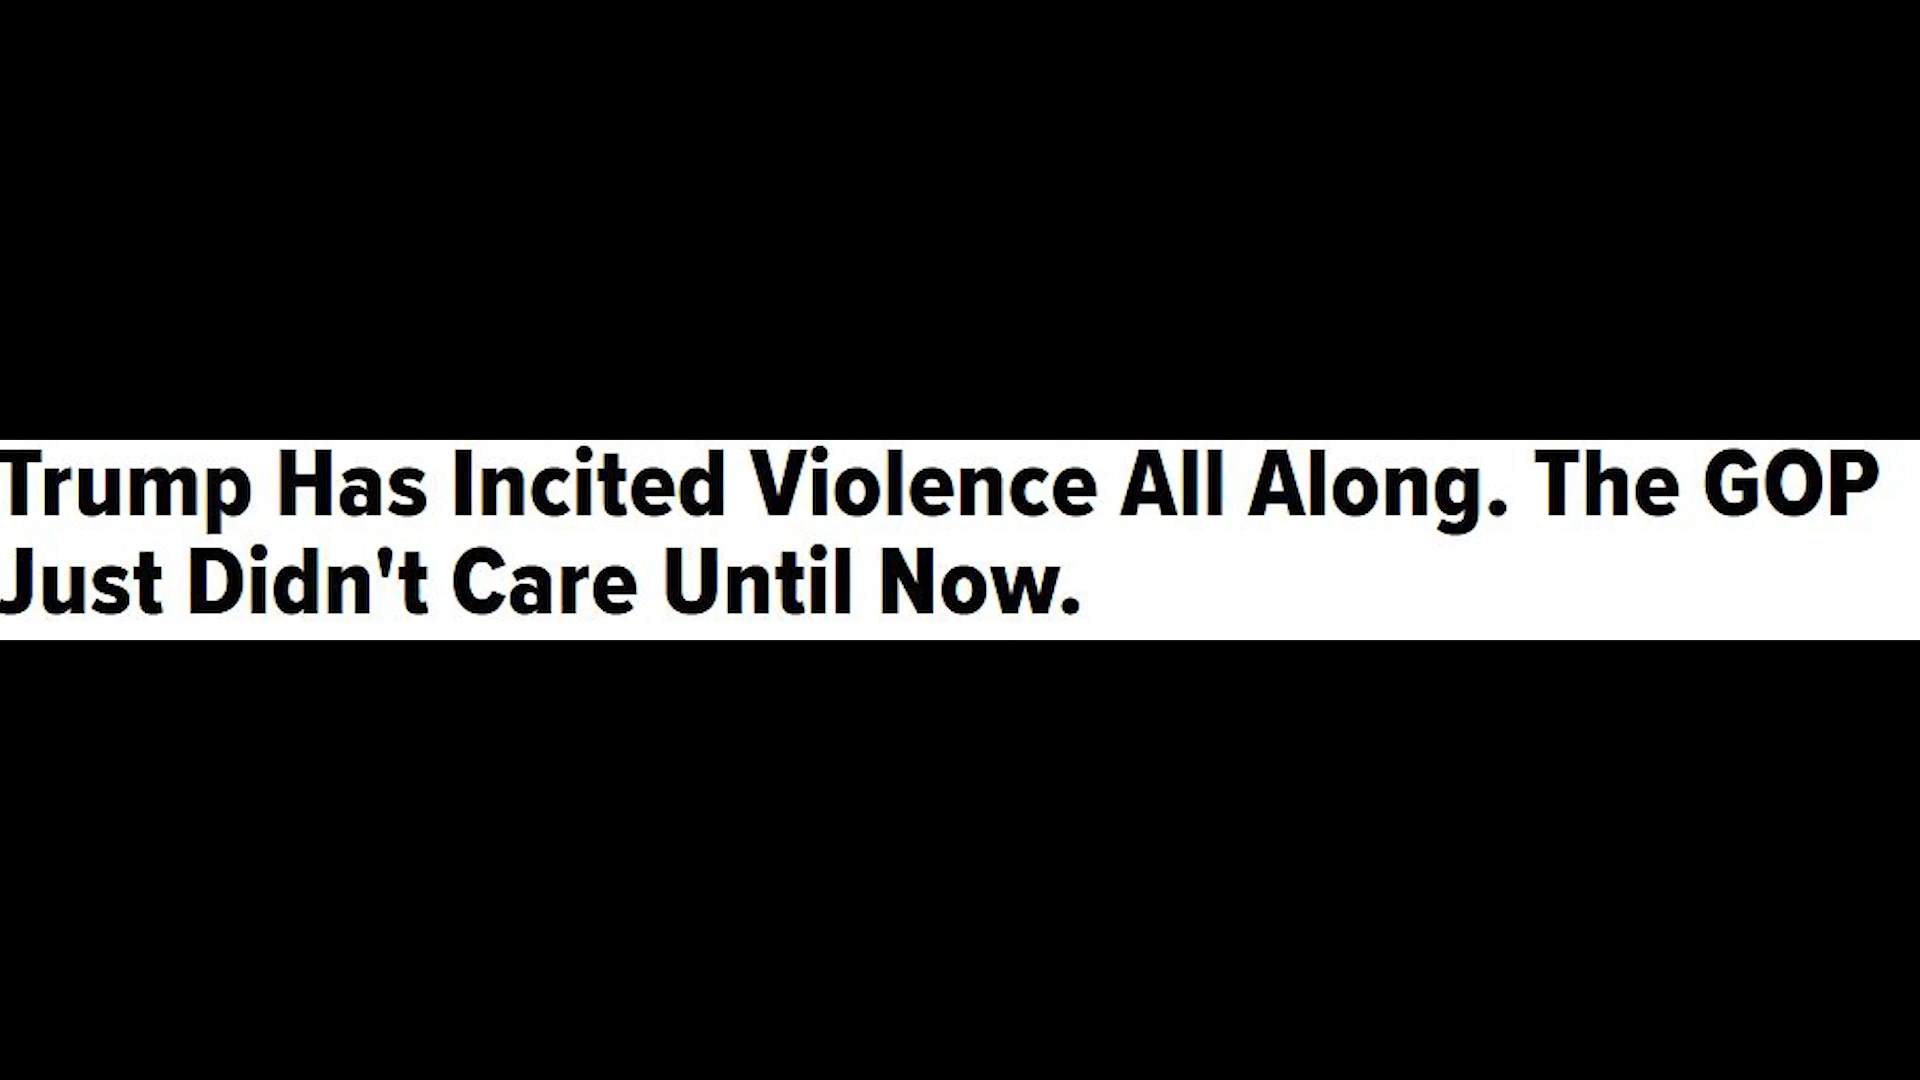 Trump Has Incited Violence All Along. The GOP
Just Didn't Care Until Now.